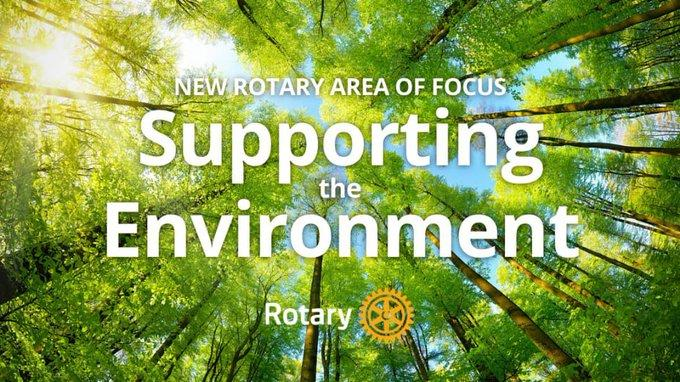 NEW ROTARY AREA OF FOCUS
Supporting
the
Environment
Rotary